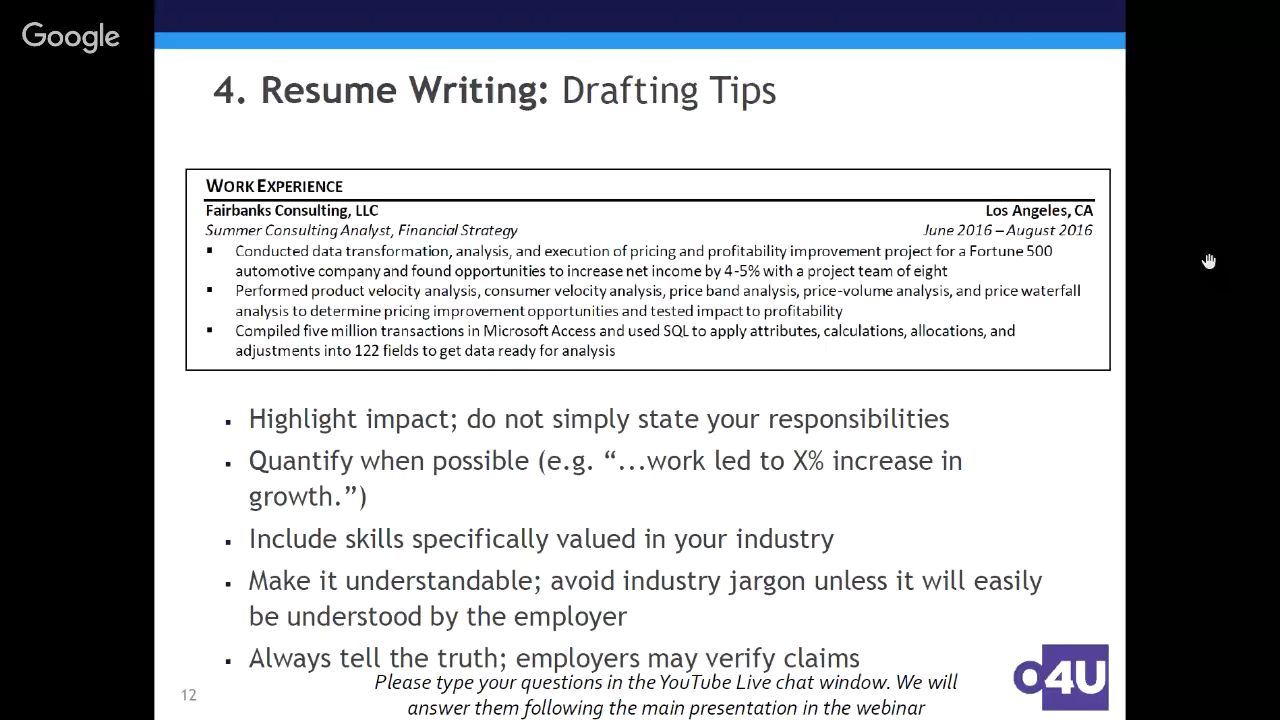 Google
4. Resume Writing: Drafting Tips
WORK EXPERIENCE
Fairbanks Consulting, LLC Los Angeles, CA
Summer Consulting Analyst, Financial Strategy June 2016 – August 2016
▪ Conducted data transformation, analysis, and execution of pricing and profitability improvement project for a Fortune 500
automotive company and found opportunities to increase net income by 4-5% with a project team of eight
▪ Performed product velocity analysis, consumer velocity analysis, price band analysis, price-volume analysis, and price waterfall
analysis to determine pricing improvement opportunities and tested impact to profitability
▪ Compiled five million transactions in Microsoft Access and used SQL to apply attributes, calculations, allocations, and
adjustments into 122 fields to get data ready for analysis
▪ Highlight impact; do not simply state your responsibilities
▪ Quantify when possible (e.g. “...work led to X% increase in
growth.”)
▪ Include skills specifically valued in your industry
▪ Make it understandable; avoid industry jargon unless it will easily
be understood by the employer
▪ Always tell the truth; employers may verify claims
Please type your questions in the YouTube Live chat window. We will
answer them following the main presentation in the webinar
12
o4U